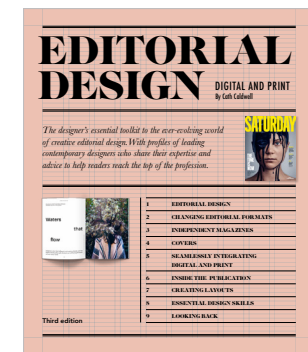 EDITORIAL
DESIGN
DIGITAL AND PRINT
By Cath Caldwell
The designer's essential toolkit to the ever-evolving world
of creative editorial design. With profiles of leading
contemporary designers who share their expertise and
advice to help readers reach the top of the profession.
SATURDAY
1 EDITORIAL DESIGN
2 CHANGING EDITORIAL FORMATS
3 INDEPENDENT MAGAZINES
4 COVERS
5 SEAMLESSLY INTEGRATING
DIGITAL AND PRINT
6 INSIDE THE PUBLICATION
7 CREATING LAYOUTS
8 ESSENTIAL DESIGN SKILLS
9 LOOKING BACK
Third edition